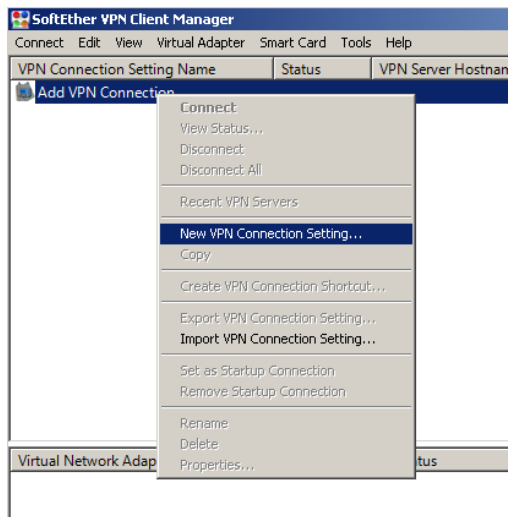 SoftEther VPN Client Manager
Connect Edit View Virtual Adapter Smart Card Tools Help
VPN Connection Setting Name Status VPN Server Hostnam
Add VPN Connection
Connect
View Status...
Disconnect
Disconnect All
Recent VPN Servers
New VPN Connection Setting...
Copy
Create VPN Connection Shortcut...
Export VPN Connection Setting...
Import VPN Connection Setting...
Set as Startup Connection
Remove Startup Connection
Rename
Delete
Properties...
Virtual Network Adap tus